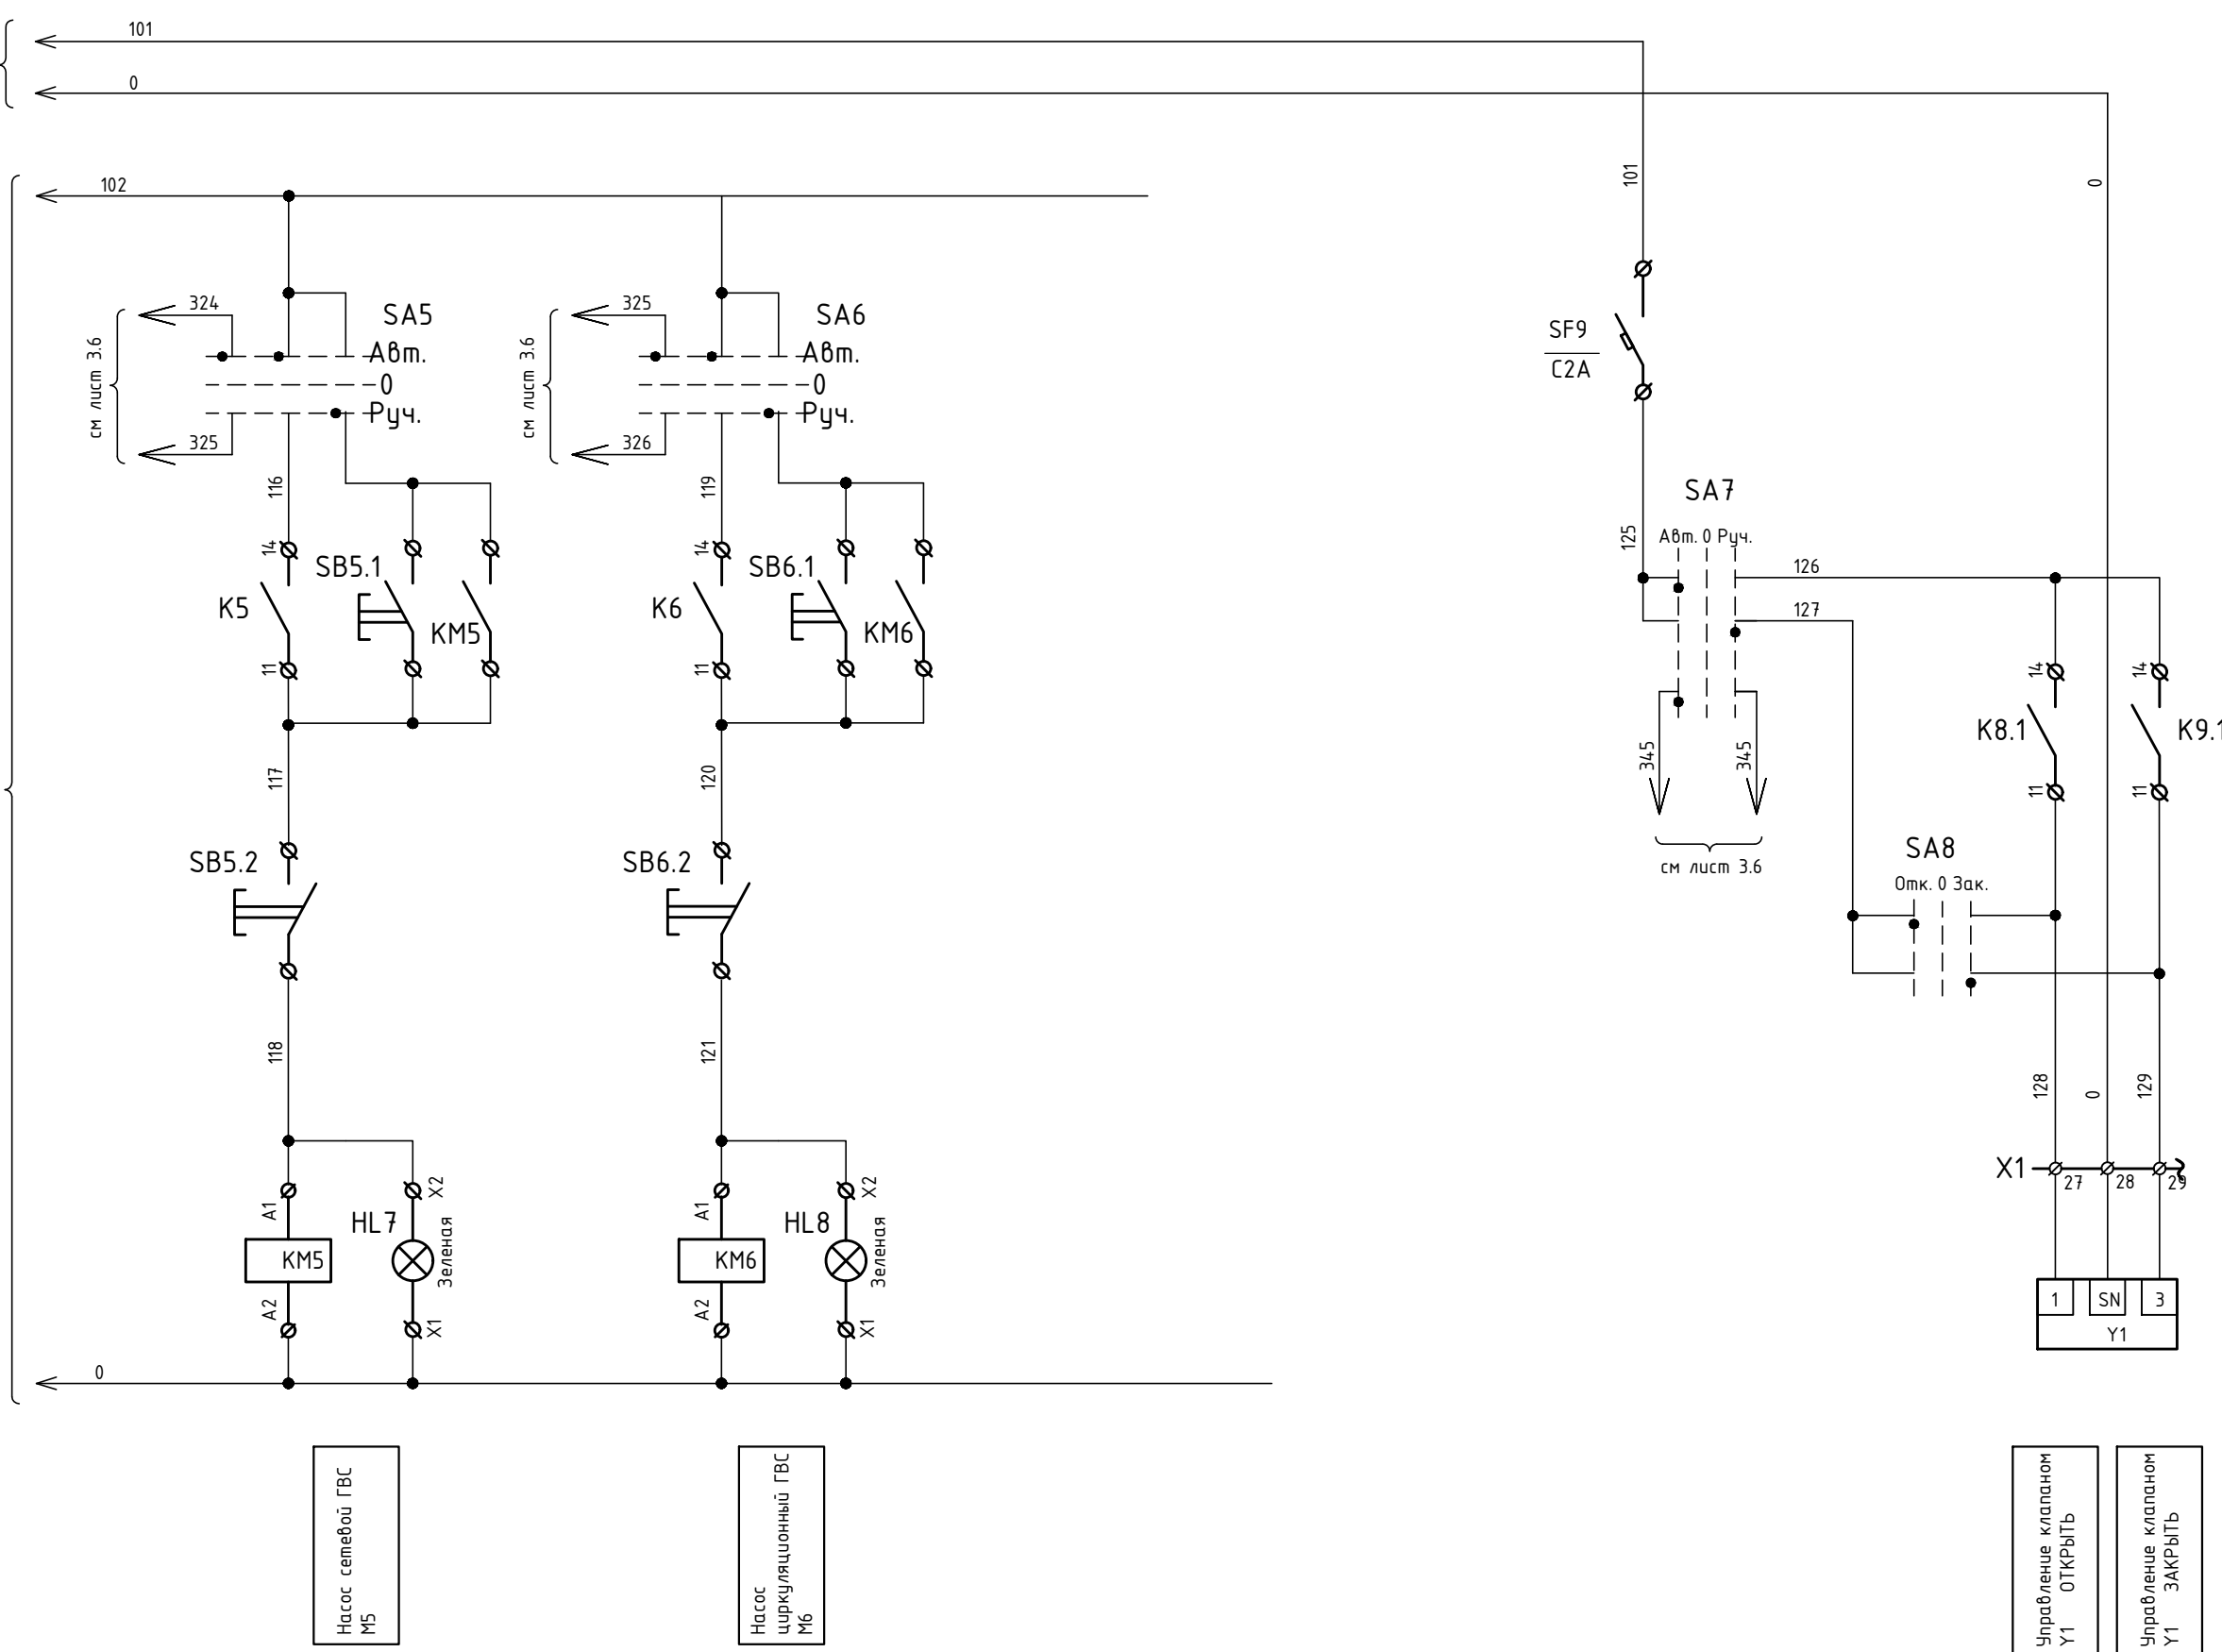 101
0
102
101
0
324
SA5
Авт.
0
Руч.
325
см лист 3.6
325
SA6
Авт.
0
Руч.
326
см лист 3.6
SF9
C2A
116
14
K5
11
SB5.1
KM5
119
14
K6
11
SB6.1
KM6
125
SA7
Авт. 0 Руч.
126
127
345
345
см лист 3.6
14
K8.1
11
14
K9.1
11
117
SB5.2
118
120
SB6.2
121
SA8
Отк. 0 Зак.
128
0
129
A1
KM5
A2
HL7
X2
Зеленая
X1
A1
KM6
A2
HL8
X2
Зеленая
X1
X1
27
28
29
1
SN
3
Y1
0
Насос сетевой ГВС
М5
Насос
циркуляционный ГВС
М6
Управление клапаном
Y1 ОТКРЫТЬ
Управление клапаном
Y1 ЗАКРЫТЬ